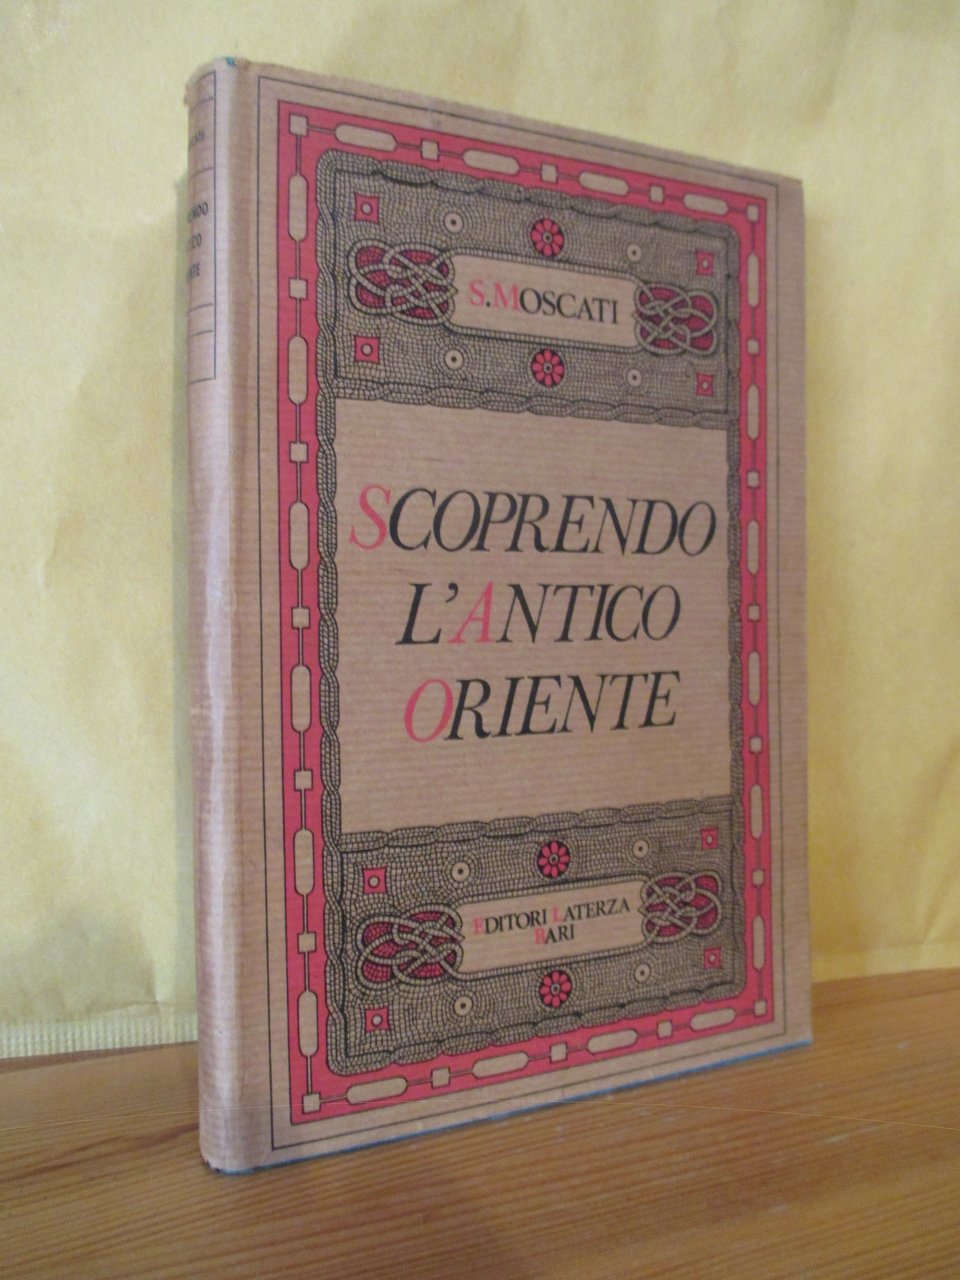 S. MOSCATI
SCOPRENDO
L'ANTICO
ORIENTE
EDITORI LATERZA
BARI